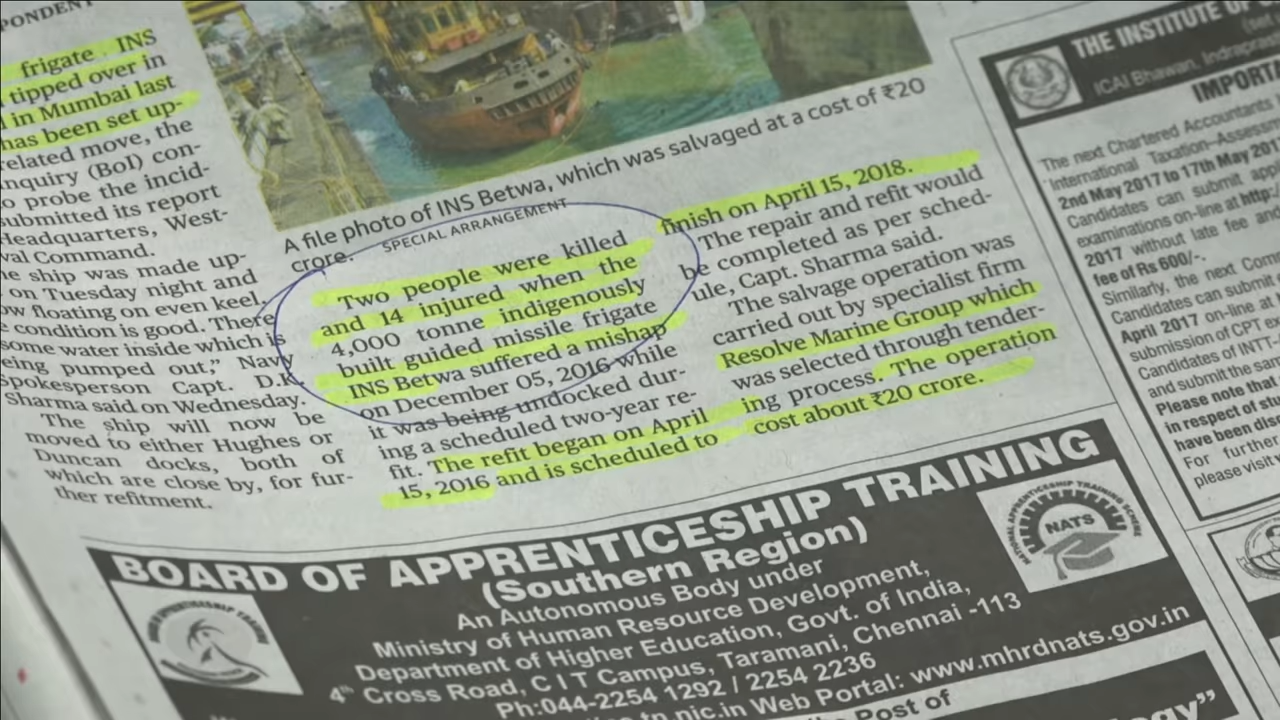 PONDENT
frigate INS
tipped over in
in Mumbai last
has been set up-
related move, the
nquiry (BoI) con-
o probe the incid-
submitted its report
Headquarters, West-
val Command.
he ship was made up-
on Tuesday night and
ow floating on even keel.
e condition is good. There
some water inside which is
eing pumped out,” Navy
spokesperson Capt. D.K.
Sharma said on Wednesday.
The ship will now be
moved to either Hughes or
Duncan docks, both of
which are close by, for fur-
ther refitment.
A file photo of INS Betwa, which was salvaged at a cost of ₹20
crore. SPECIAL ARRANGEMENT
Two people were killed
and 14 injured when the
4,000 tonne indigenously
built guided missile frigate
INS Betwa suffered a mishap
on December 05, 2016 while
it was being undocked dur-
ing a scheduled two-year re-
fit. The refit began on April
15, 2016 and is scheduled to
finish on April 15, 2018.
The repair and refit would
be completed as per sched-
ule, Capt. Sharma said.
The salvage operation was
carried out by specialist firm
Resolve Marine Group which
was selected through tender-
ing process. The operation
cost about ₹20 crore.
THE INSTITUTE OF
(Set
ICAI Bhawan, Indrapras
IMPORTA
The next Chartered Accountants
International Taxation–Assessm
2nd May 2017 to 17th May 2017
Candidates can submit app
examinations on-line at http:
2017 without late fee and
fee of Rs 600/-.
Similarly, the next Comm
Candidates can submit
April 2017 on-line at
submission of CPT ex
Candidates of INTT-
and submit the sam
Please note that
in respect of stu
have been disc
For further
please visit w
BOARD OF APPRENTICESHIP TRAINING
(Southern Region)
An Autonomous Body under
Ministry of Human Resource Development,
Department of Higher Education, Govt. of India,
4th Cross Road, C I T Campus, Taramani, Chennai -113
Ph:044-2254 1292 / 2254 2236
tn.nic.in Web Portal: www.mhrdnats.gov.in
NATS
NATIONAL APPRENTICESHIP TRAINING SCHEME
Post of
gy”